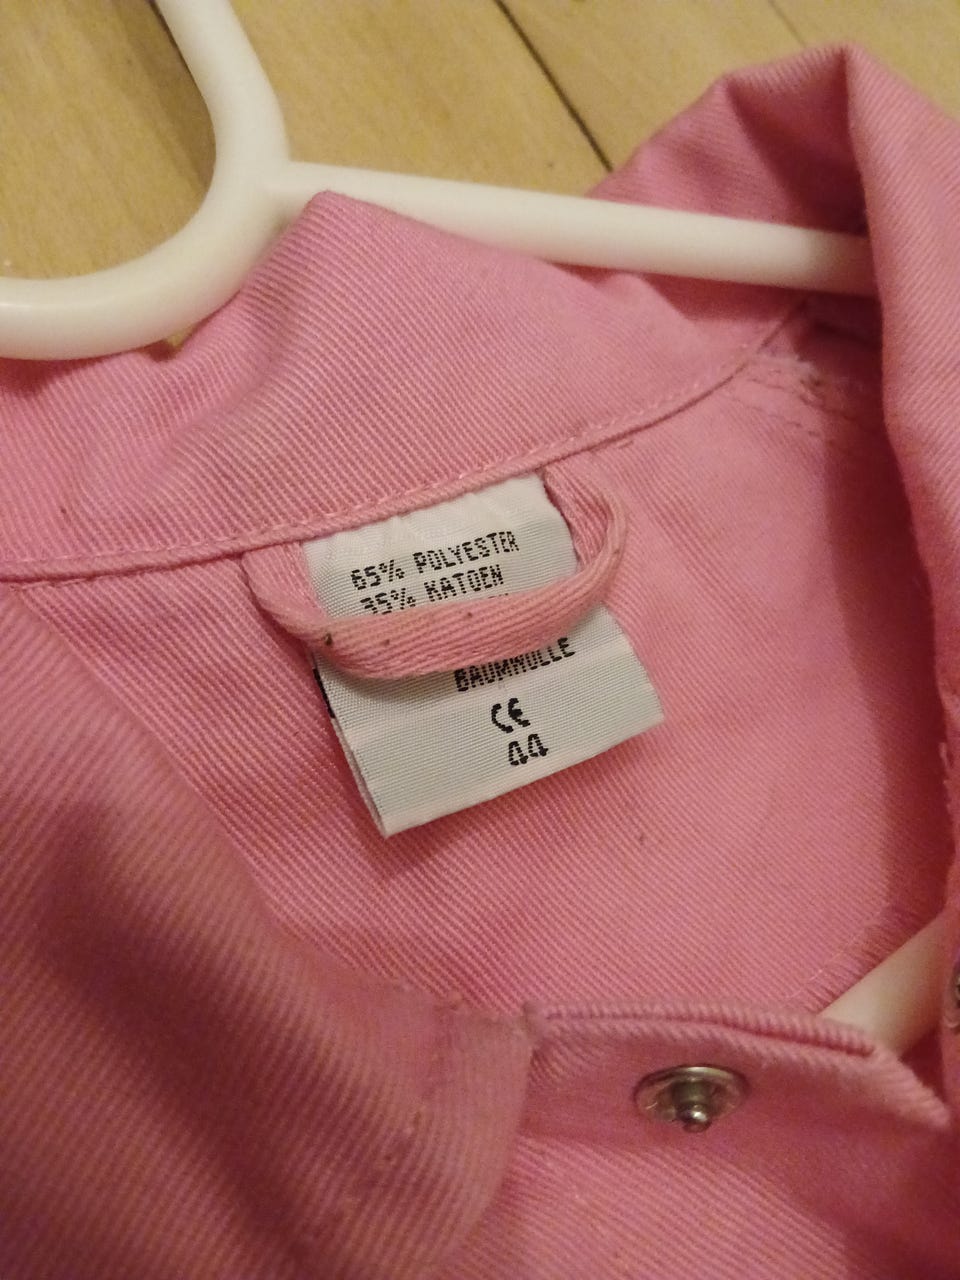 65% POLYESTER
35% KATOEN
BAUMWOLLE
CE
44